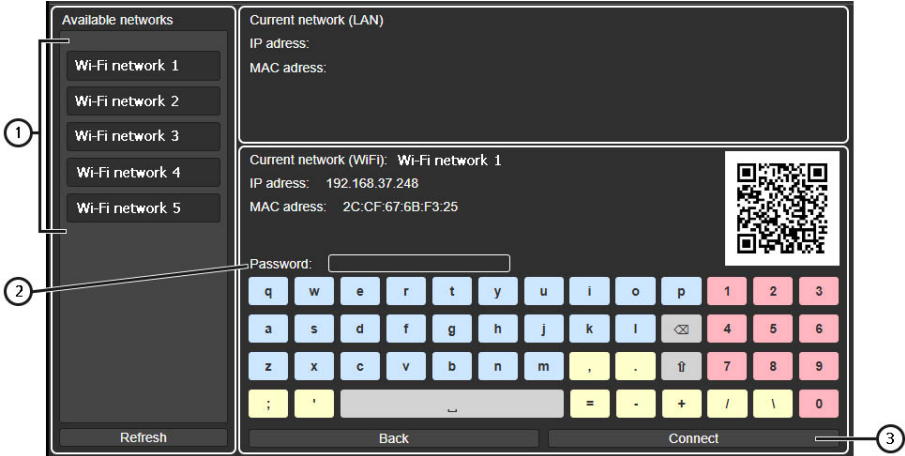 Available networks
1
Wi-Fi network 1
Wi-Fi network 2
Wi-Fi network 3
Wi-Fi network 4
Wi-Fi network 5
Refresh
Current network (LAN)
IP adress:
MAC adress:
Current network (WiFi): Wi-Fi network 1
IP adress: 192.168.37.248
MAC adress: 2C:CF:67:6B:F3:25
2
Password:
q w e r t y u i o p 1 2 3
a s d f g h j k l ⌫ 4 5 6
z x c v b n m , . ⇧ 7 8 9
; ' ⎵ = - + / \ 0
Back Connect
3